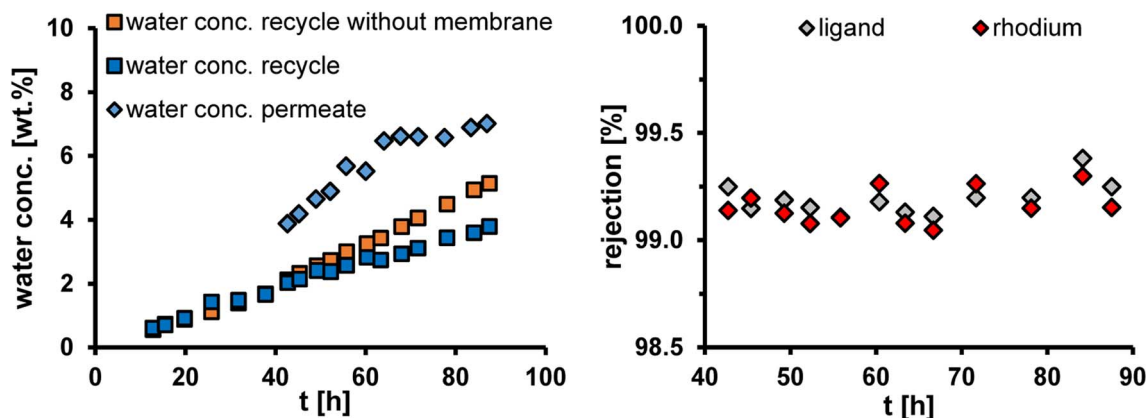 water conc. [wt.%]
10
8
6
4
2
0
water conc. recycle without membrane
water conc. recycle
water conc. permeate
0 20 40 60 80 100
t [h]
rejection [%]
100.0
99.5
99.0
98.5
ligand rhodium
40 50 60 70 80 90
t [h]